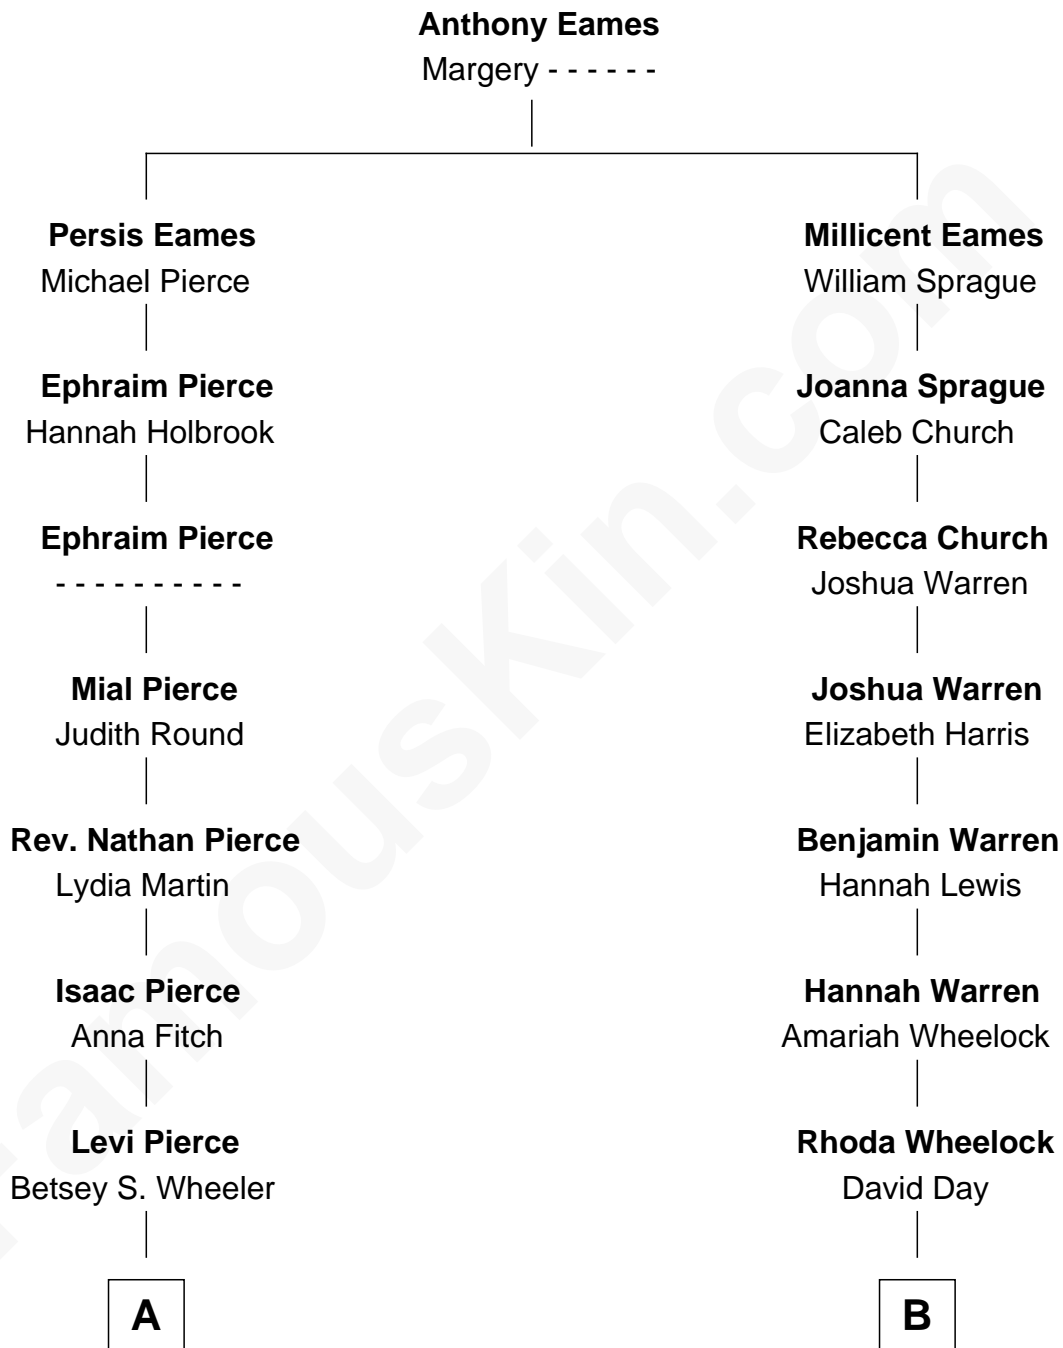 Anthony Eames
Margery - - - - - -
Persis Eames
Michael Pierce
Millicent Eames
William Sprague
Ephraim Pierce
Hannah Holbrook
Joanna Sprague
Caleb Church
Ephraim Pierce
- - - - - - - - - -
Rebecca Church
Joshua Warren
Mial Pierce
Judith Round
Joshua Warren
Elizabeth Harris
Rev. Nathan Pierce
Lydia Martin
Benjamin Warren
Hannah Lewis
Isaac Pierce
Anna Fitch
Hannah Warren
Amariah Wheelock
Levi Pierce
Betsey S. Wheeler
Rhoda Wheelock
David Day
A
B
FamousKin.com